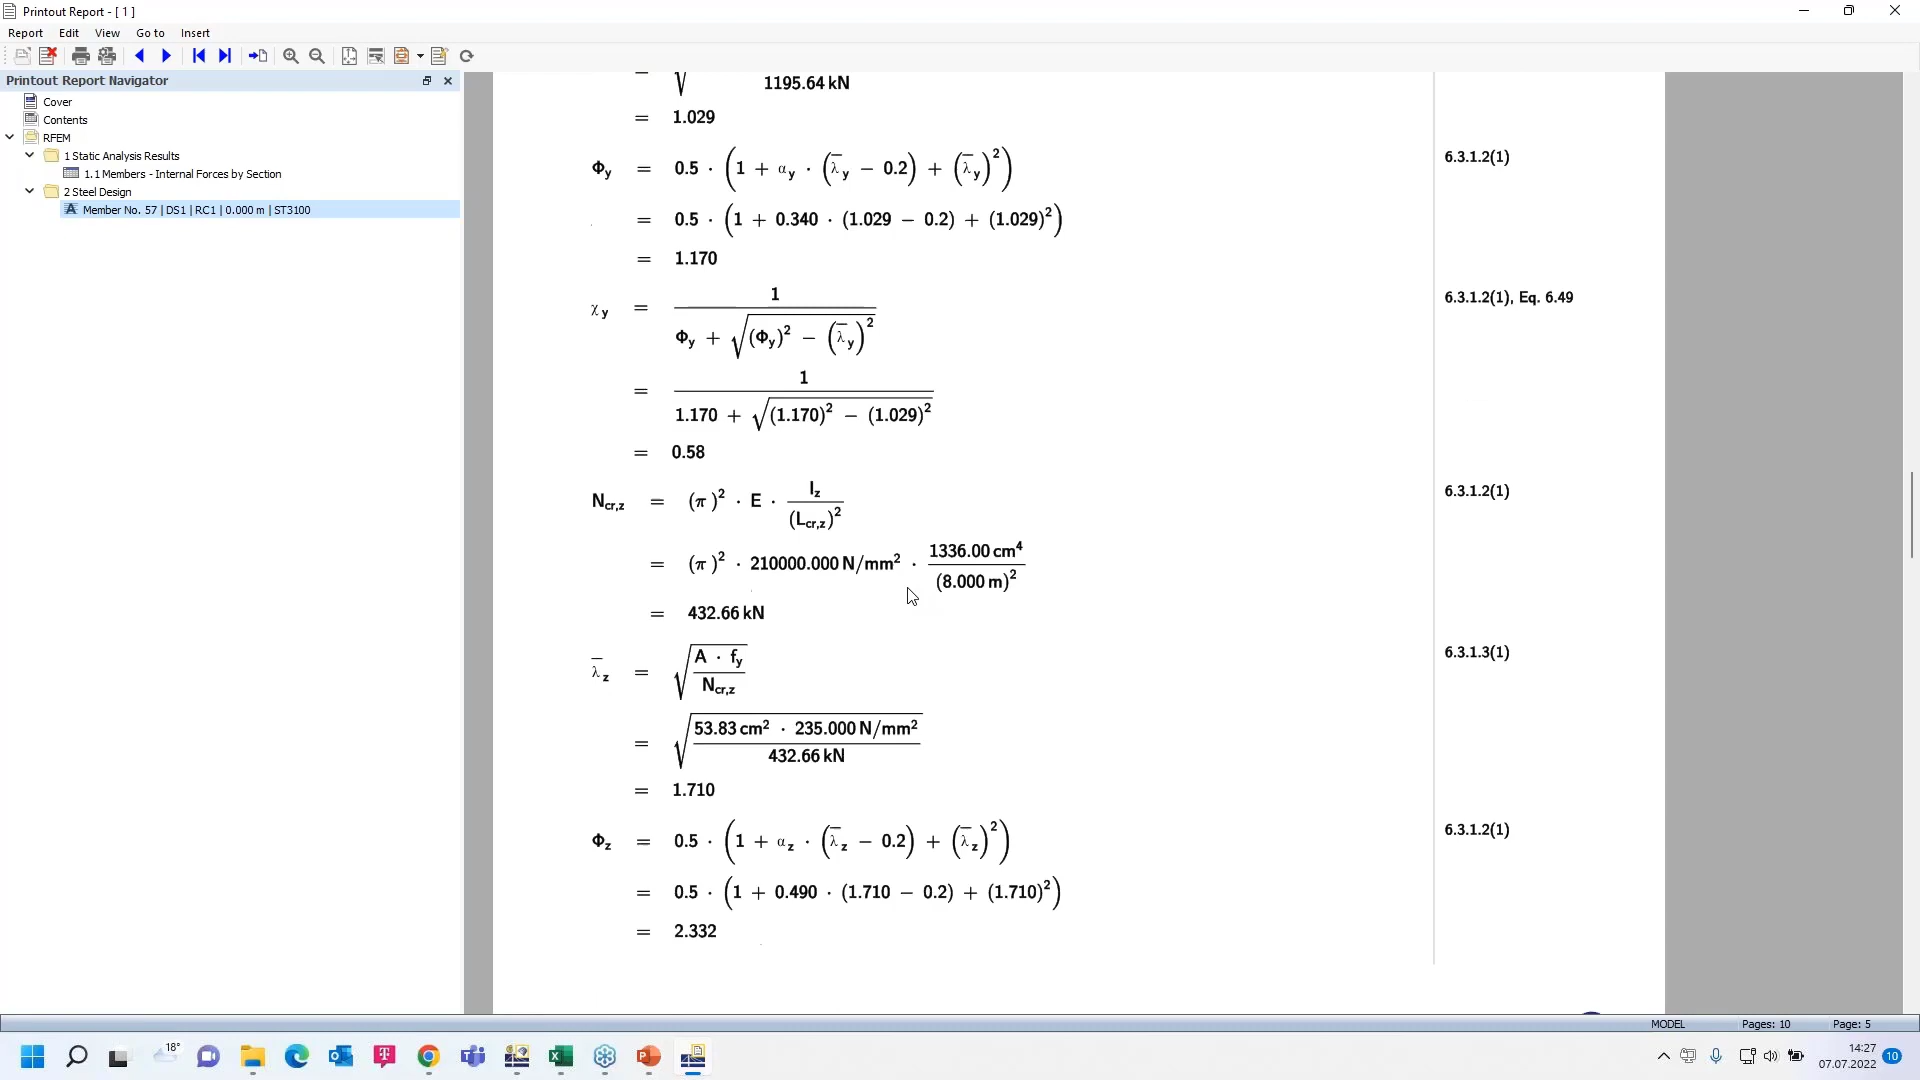 Printout Report - [ 1 ]
Report Edit View Go to Insert
Printout Report Navigator
Cover
Contents
RFEM
1 Static Analysis Results
1.1 Members - Internal Forces by Section
2 Steel Design
Member No. 57 | DS1 | RC1 | 0.000 m | ST3100
= √ 1195.64 kN
= 1.029
Φy = 0.5 · (1 + αy · (λ̅y − 0.2) + (λ̅y)²) 6.3.1.2(1)
= 0.5 · (1 + 0.340 · (1.029 − 0.2) + (1.029)²)
= 1.170
1
χy = 6.3.1.2(1), Eq. 6.49
Φy + √(Φy)² − (λ̅y)²
1
=
1.170 + √(1.170)² − (1.029)²
= 0.58
Iz
Ncr,z = (π)² · E · 6.3.1.2(1)
(Lcr,z)²
1336.00 cm⁴
= (π)² · 210000.000 N/mm² ·
(8.000 m)²
= 432.66 kN
A · fy
λ̅z = √ 6.3.1.3(1)
Ncr,z
53.83 cm² · 235.000 N/mm²
= √
432.66 kN
= 1.710
Φz = 0.5 · (1 + αz · (λ̅z − 0.2) + (λ̅z)²) 6.3.1.2(1)
= 0.5 · (1 + 0.490 · (1.710 − 0.2) + (1.710)²)
= 2.332
MODEL Pages: 10 Page: 5
18°
14:27
07.07.2022
10